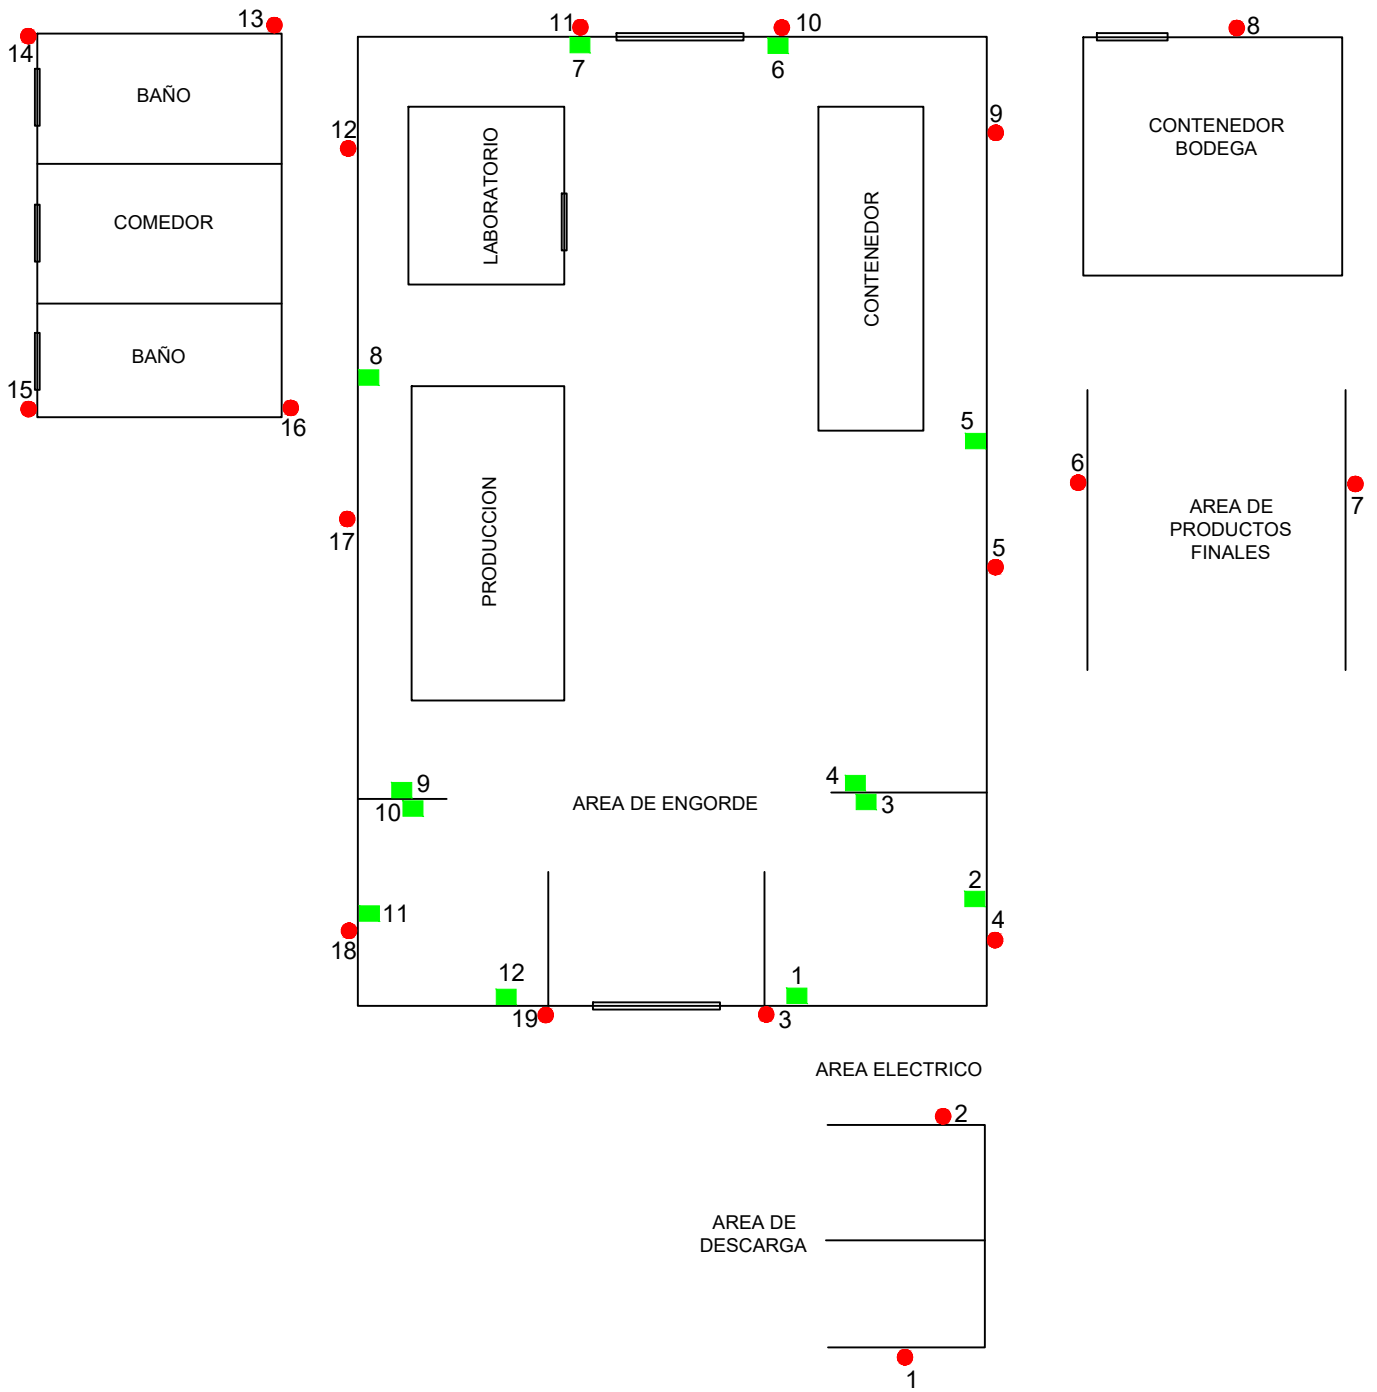 13
14
BAÑO
COMEDOR
BAÑO
15
16
11
7
10
6
12
LABORATORIO
CONTENEDOR
9
8
CONTENEDOR
BODEGA
8
5
6
7
AREA DE
PRODUCTOS
FINALES
17
PRODUCCION
5
9
10
AREA DE ENGORDE
4
3
2
4
11
18
12
19
1
3
AREA ELECTRICO
2
AREA DE
DESCARGA
1